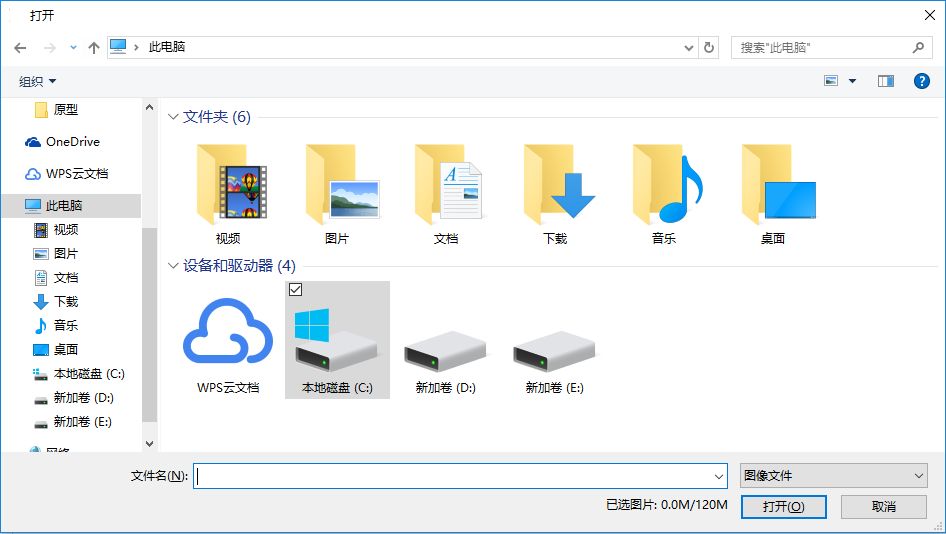 打开
此电脑
搜索"此电脑"
组织
原型
OneDrive
WPS云文档
此电脑
视频
图片
文档
下载
音乐
桌面
本地磁盘 (C:)
新加卷 (D:)
新加卷 (E:)
网络
文件夹 (6)
视频
图片
文档
下载
音乐
桌面
设备和驱动器 (4)
WPS云文档
本地磁盘 (C:)
新加卷 (D:)
新加卷 (E:)
文件名(N):
图像文件
已选图片: 0.0M/120M
打开(O)
取消